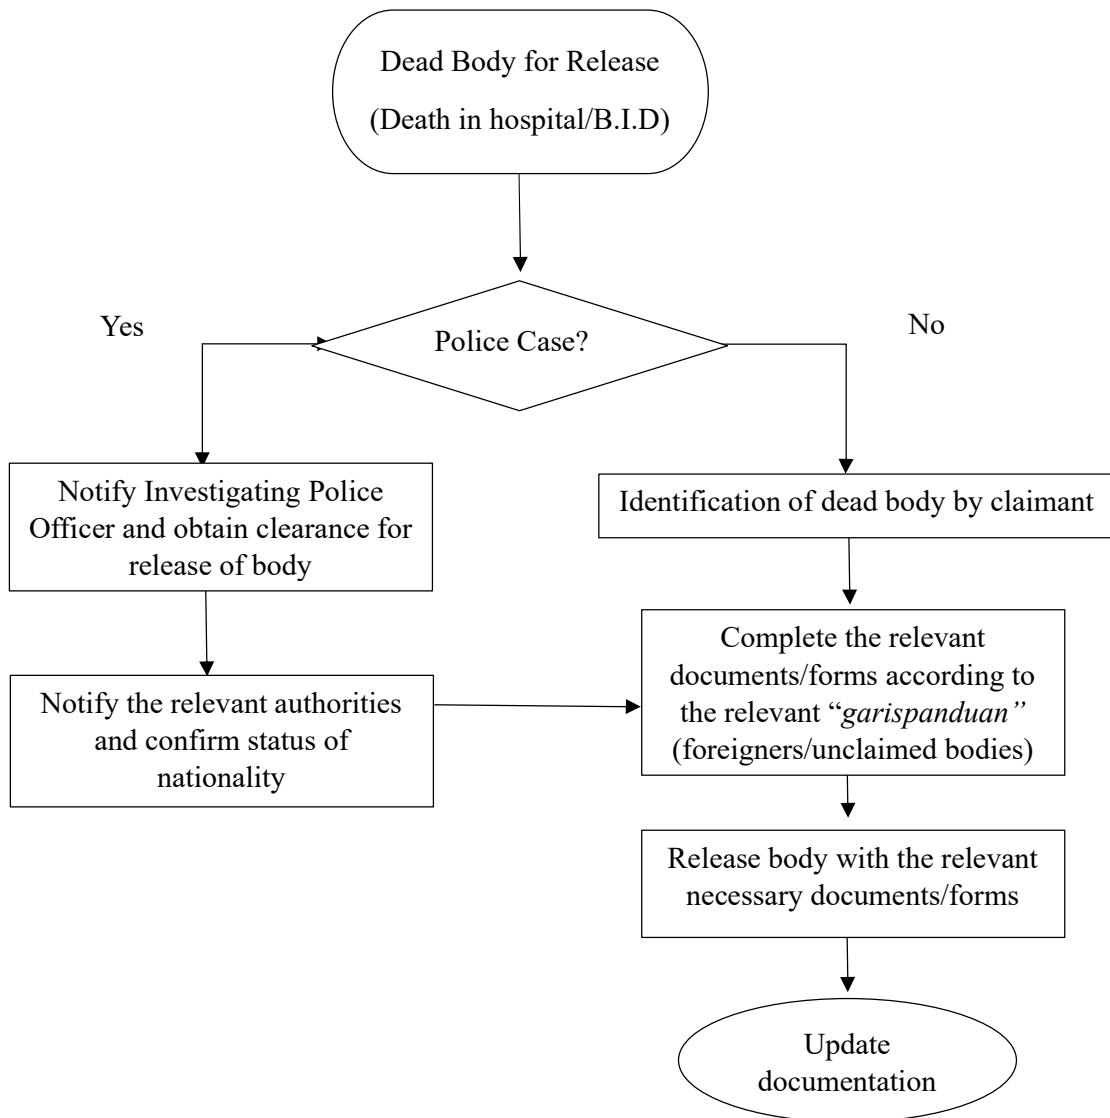 Dead Body for Release
(Death in hospital/B.I.D)
Yes
Police Case?
No
Notify Investigating Police
Officer and obtain clearance for
release of body
Identification of dead body by claimant
Notify the relevant authorities
and confirm status of
nationality
Complete the relevant
documents/forms according to
the relevant “garispanduan”
(foreigners/unclaimed bodies)
Release body with the relevant
necessary documents/forms
Update
documentation